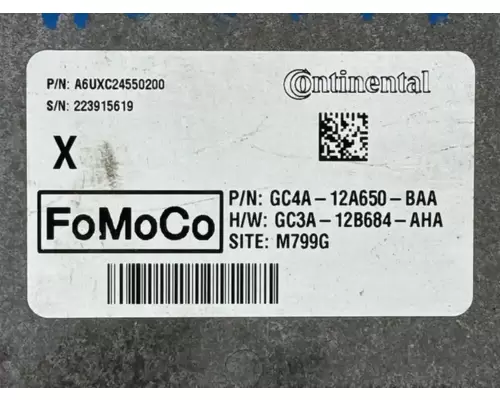 P/N: A6UXC24550200
Continental
S/N: 223915619
X
FoMoCo
P/N: GC4A-12A650-BAA
H/W: GC3A-12B684-AHA
SITE: M799G